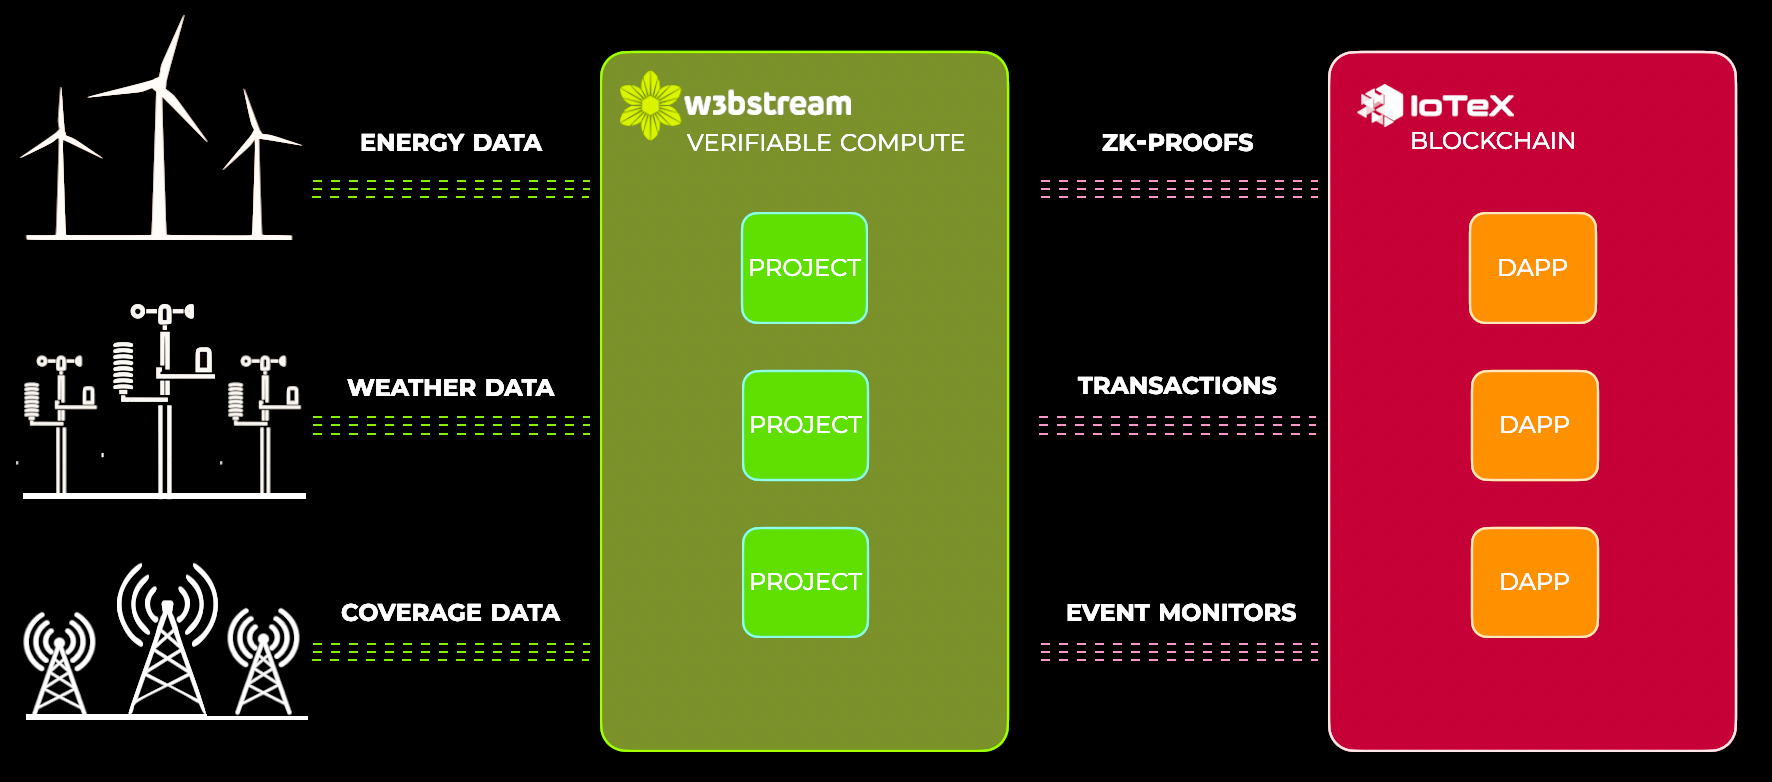 ENERGY DATA
w3bstream
VERIFIABLE COMPUTE
ZK-PROOFS
IoTeX
BLOCKCHAIN
PROJECT
DAPP
WEATHER DATA
PROJECT
TRANSACTIONS
DAPP
COVERAGE DATA
PROJECT
EVENT MONITORS
DAPP